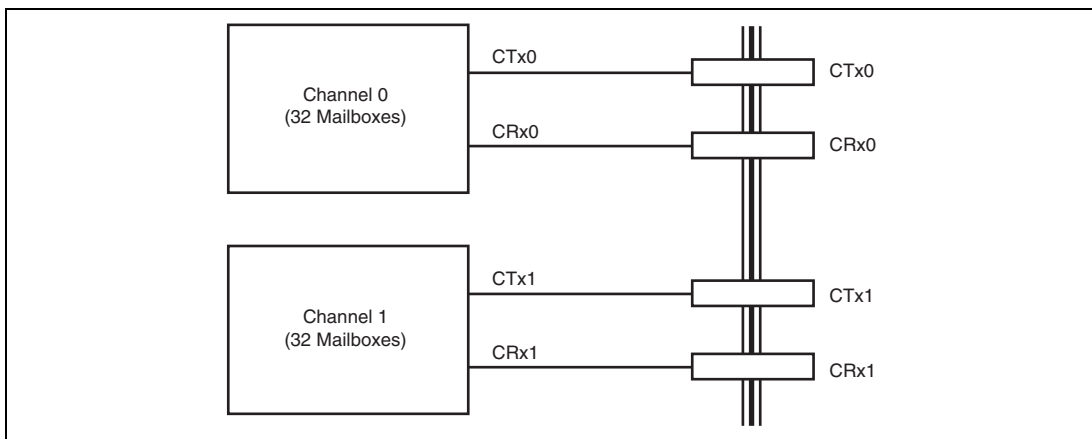 CTx0
CTx0
Channel 0
(32 Mailboxes)
CRx0
CRx0
CTx1
CTx1
Channel 1
(32 Mailboxes)
CRx1
CRx1